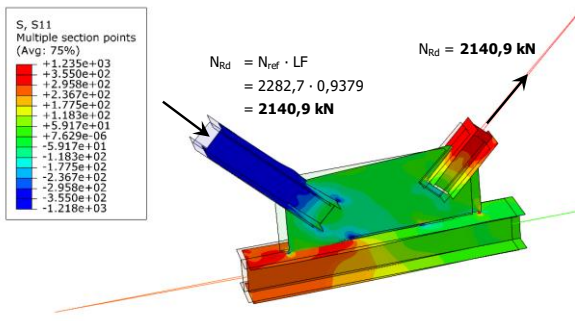 S, S11
Multiple section points
(Avg: 75%)
+1.235e+03
+3.550e+02
+2.958e+02
+2.367e+02
+1.775e+02
+1.183e+02
+5.917e+01
+7.629e-06
-5.917e+01
-1.183e+02
-1.775e+02
-2.367e+02
-2.958e+02
-3.550e+02
-1.218e+03
NRd = Nref · LF
= 2282,7 · 0,9379
= 2140,9 kN
NRd = 2140,9 kN